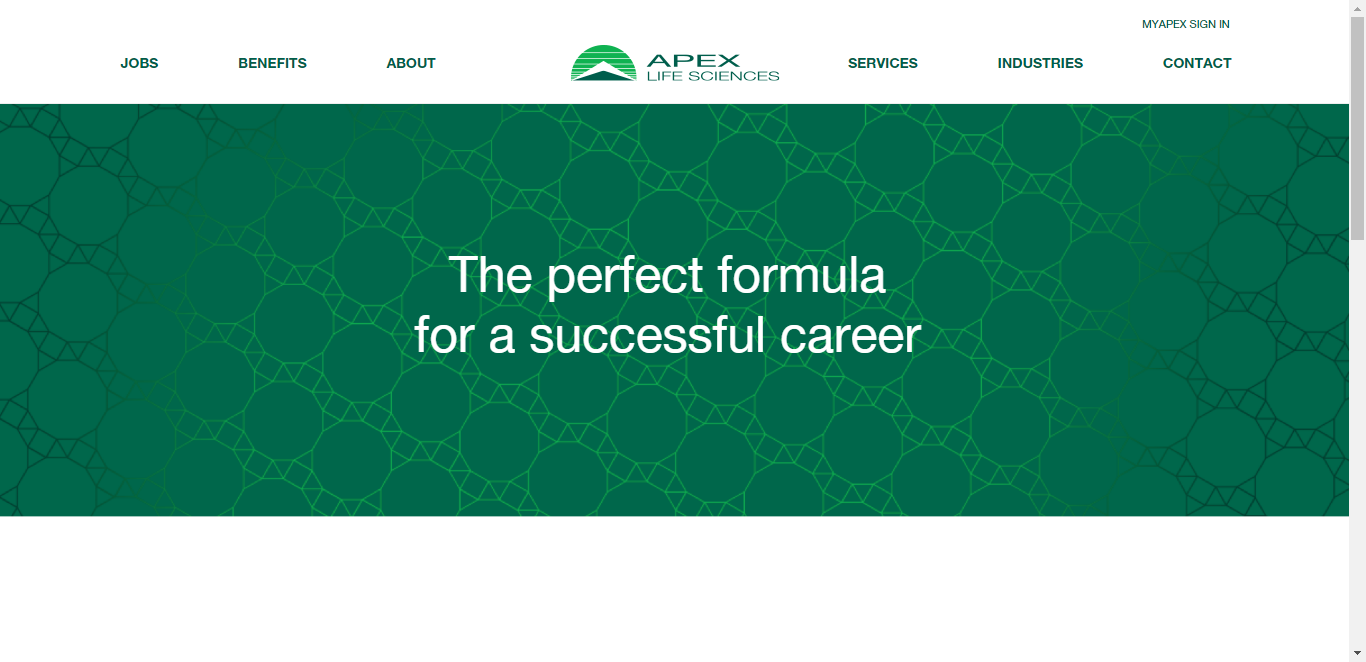 MYAPEX SIGN IN
JOBS BENEFITS ABOUT APEX LIFE SCIENCES SERVICES INDUSTRIES CONTACT
The perfect formula
for a successful career